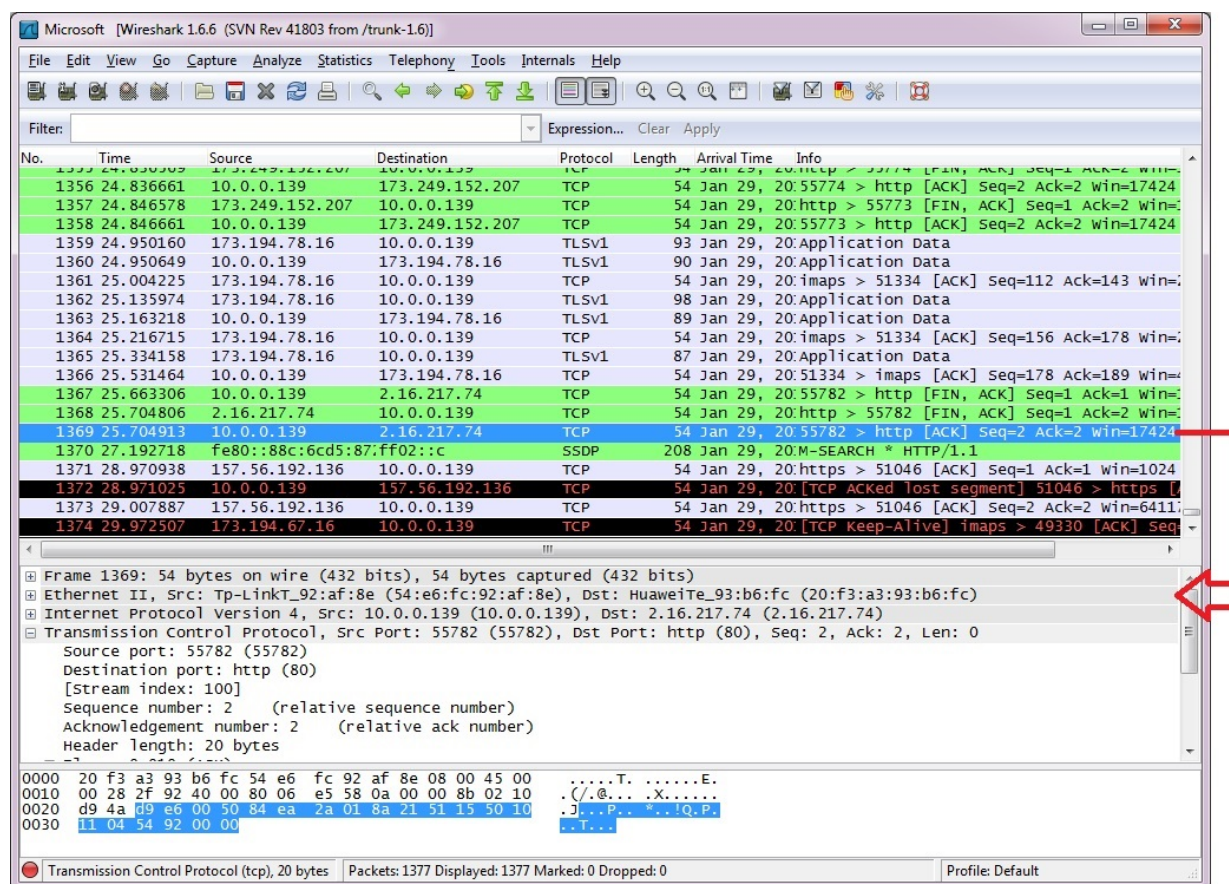 Microsoft [Wireshark 1.6.6 (SVN Rev 41803 from /trunk-1.6)]
File Edit View Go Capture Analyze Statistics Telephony Tools Internals Help
Filter: Expression... Clear Apply
No. Time Source Destination Protocol Length Arrival Time Info
1356 24.836661 10.0.0.139 173.249.152.207 TCP 54 Jan 29, 20: 55774 > http [ACK] Seq=2 Ack=2 Win=17424
1357 24.846578 173.249.152.207 10.0.0.139 TCP 54 Jan 29, 20: http > 55773 [FIN, ACK] Seq=1 Ack=2 Win=
1358 24.846661 10.0.0.139 173.249.152.207 TCP 54 Jan 29, 20: 55773 > http [ACK] Seq=2 Ack=2 Win=17424
1359 24.950160 173.194.78.16 10.0.0.139 TLSv1 93 Jan 29, 20: Application Data
1360 24.950649 10.0.0.139 173.194.78.16 TLSv1 90 Jan 29, 20: Application Data
1361 25.004225 173.194.78.16 10.0.0.139 TCP 54 Jan 29, 20: imaps > 51334 [ACK] Seq=112 Ack=143 Win=
1362 25.135974 173.194.78.16 10.0.0.139 TLSv1 98 Jan 29, 20: Application Data
1363 25.163218 10.0.0.139 173.194.78.16 TLSv1 89 Jan 29, 20: Application Data
1364 25.216715 173.194.78.16 10.0.0.139 TCP 54 Jan 29, 20: imaps > 51334 [ACK] Seq=156 Ack=178 Win=
1365 25.334158 173.194.78.16 10.0.0.139 TLSv1 87 Jan 29, 20: Application Data
1366 25.531464 10.0.0.139 173.194.78.16 TCP 54 Jan 29, 20: 51334 > imaps [ACK] Seq=178 Ack=189 Win=
1367 25.663306 10.0.0.139 2.16.217.74 TCP 54 Jan 29, 20: 55782 > http [FIN, ACK] Seq=1 Ack=1 Win=
1368 25.704806 2.16.217.74 10.0.0.139 TCP 54 Jan 29, 20: http > 55782 [FIN, ACK] Seq=1 Ack=2 Win=
1369 25.704913 10.0.0.139 2.16.217.74 TCP 54 Jan 29, 20: 55782 > http [ACK] Seq=2 Ack=2 Win=17424
1370 27.192718 fe80::88c:6cd5:87: ff02::c SSDP 208 Jan 29, 20: M-SEARCH * HTTP/1.1
1371 28.970938 157.56.192.136 10.0.0.139 TCP 54 Jan 29, 20: https > 51046 [ACK] Seq=1 Ack=1 Win=1024
1372 28.971025 10.0.0.139 157.56.192.136 TCP 54 Jan 29, 20: [TCP ACKed lost segment] 51046 > https
1373 29.007887 157.56.192.136 10.0.0.139 TCP 54 Jan 29, 20: https > 51046 [ACK] Seq=2 Ack=2 Win=6411
1374 29.972507 173.194.67.16 10.0.0.139 TCP 54 Jan 29, 20: [TCP Keep-Alive] imaps > 49330 [ACK] Seq
Frame 1369: 54 bytes on wire (432 bits), 54 bytes captured (432 bits)
Ethernet II, Src: Tp-LinkT_92:af:8e (54:e6:fc:92:af:8e), Dst: HuaweiTe_93:b6:fc (20:f3:a3:93:b6:fc)
Internet Protocol Version 4, Src: 10.0.0.139 (10.0.0.139), Dst: 2.16.217.74 (2.16.217.74)
Transmission Control Protocol, Src Port: 55782 (55782), Dst Port: http (80), Seq: 2, Ack: 2, Len: 0
Source port: 55782 (55782)
Destination port: http (80)
[Stream index: 100]
Sequence number: 2 (relative sequence number)
Acknowledgement number: 2 (relative ack number)
Header length: 20 bytes
0000 20 f3 a3 93 b6 fc 54 e6 fc 92 af 8e 08 00 45 00 .....T. ......E.
0010 00 28 2f 92 40 00 80 06 e5 58 0a 00 00 8b 02 10 .(/.@... .X......
0020 d9 4a d9 e6 00 50 84 ea 2a 01 8a 21 51 15 50 10 .J...P.. *..!Q.P.
0030 11 04 54 92 00 00 ..T...
Transmission Control Protocol (tcp), 20 bytes Packets: 1377 Displayed: 1377 Marked: 0 Dropped: 0 Profile: Default